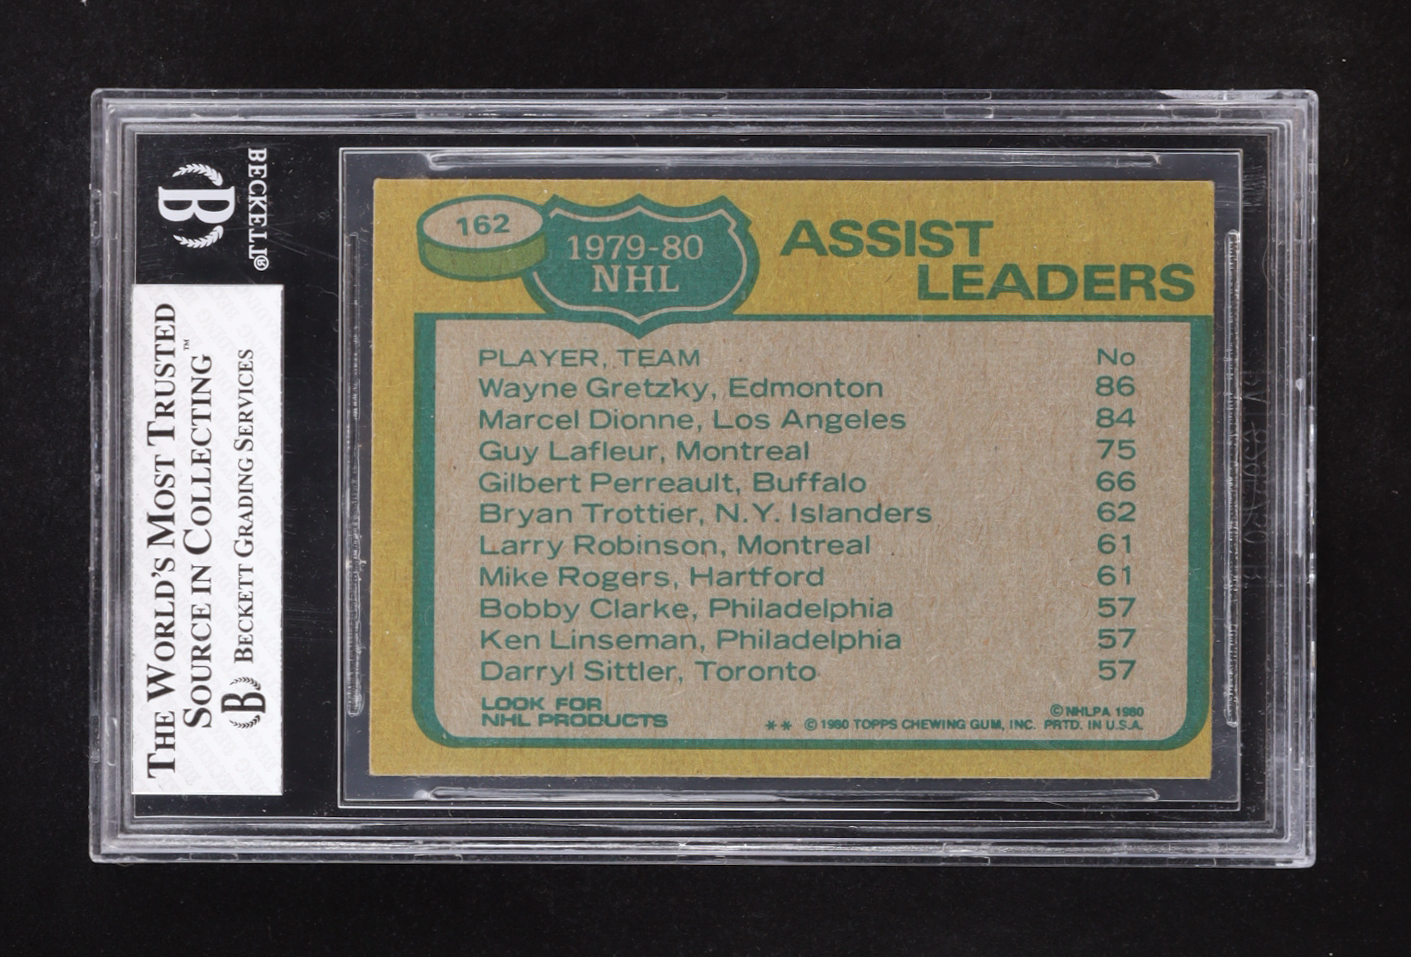 BECKETT®
B
THE WORLD'S MOST TRUSTED
SOURCE IN COLLECTING™
B BECKETT GRADING SERVICES
162
1979-80
NHL
ASSIST
LEADERS
PLAYER, TEAM No
Wayne Gretzky, Edmonton 86
Marcel Dionne, Los Angeles 84
Guy Lafleur, Montreal 75
Gilbert Perreault, Buffalo 66
Bryan Trottier, N.Y. Islanders 62
Larry Robinson, Montreal 61
Mike Rogers, Hartford 61
Bobby Clarke, Philadelphia 57
Ken Linseman, Philadelphia 57
Darryl Sittler, Toronto 57
LOOK FOR
NHL PRODUCTS
© NHLPA 1980
** © 1980 TOPPS CHEWING GUM, INC. PRTD. IN U.S.A.